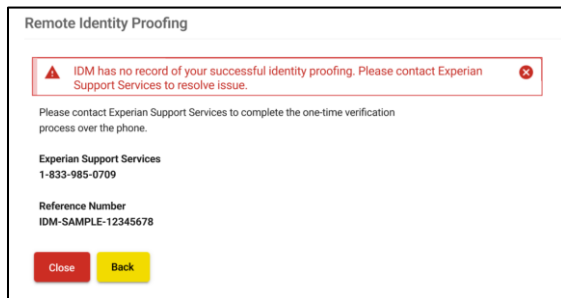 Remote Identity Proofing
IDM has no record of your successful identity proofing. Please contact Experian
Support Services to resolve issue.
Please contact Experian Support Services to complete the one-time verification
process over the phone.
Experian Support Services
1-833-985-0709
Reference Number
IDM-SAMPLE-12345678
Close Back